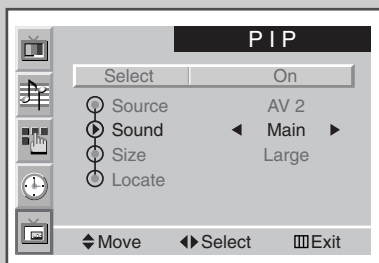 PIP
Select On
Source AV 2
Sound Main
Size Large
Locate
Move Select Exit